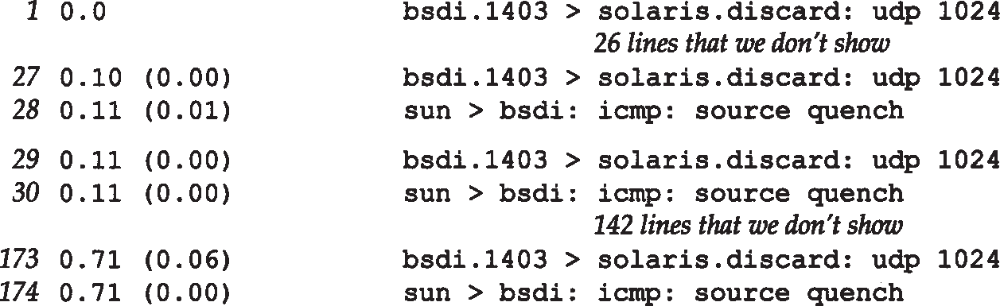 1 0.0 bsdi.1403 > solaris.discard: udp 1024
26 lines that we don't show
27 0.10 (0.00) bsdi.1403 > solaris.discard: udp 1024
28 0.11 (0.01) sun > bsdi: icmp: source quench
29 0.11 (0.00) bsdi.1403 > solaris.discard: udp 1024
30 0.11 (0.00) sun > bsdi: icmp: source quench
142 lines that we don't show
173 0.71 (0.06) bsdi.1403 > solaris.discard: udp 1024
174 0.71 (0.00) sun > bsdi: icmp: source quench